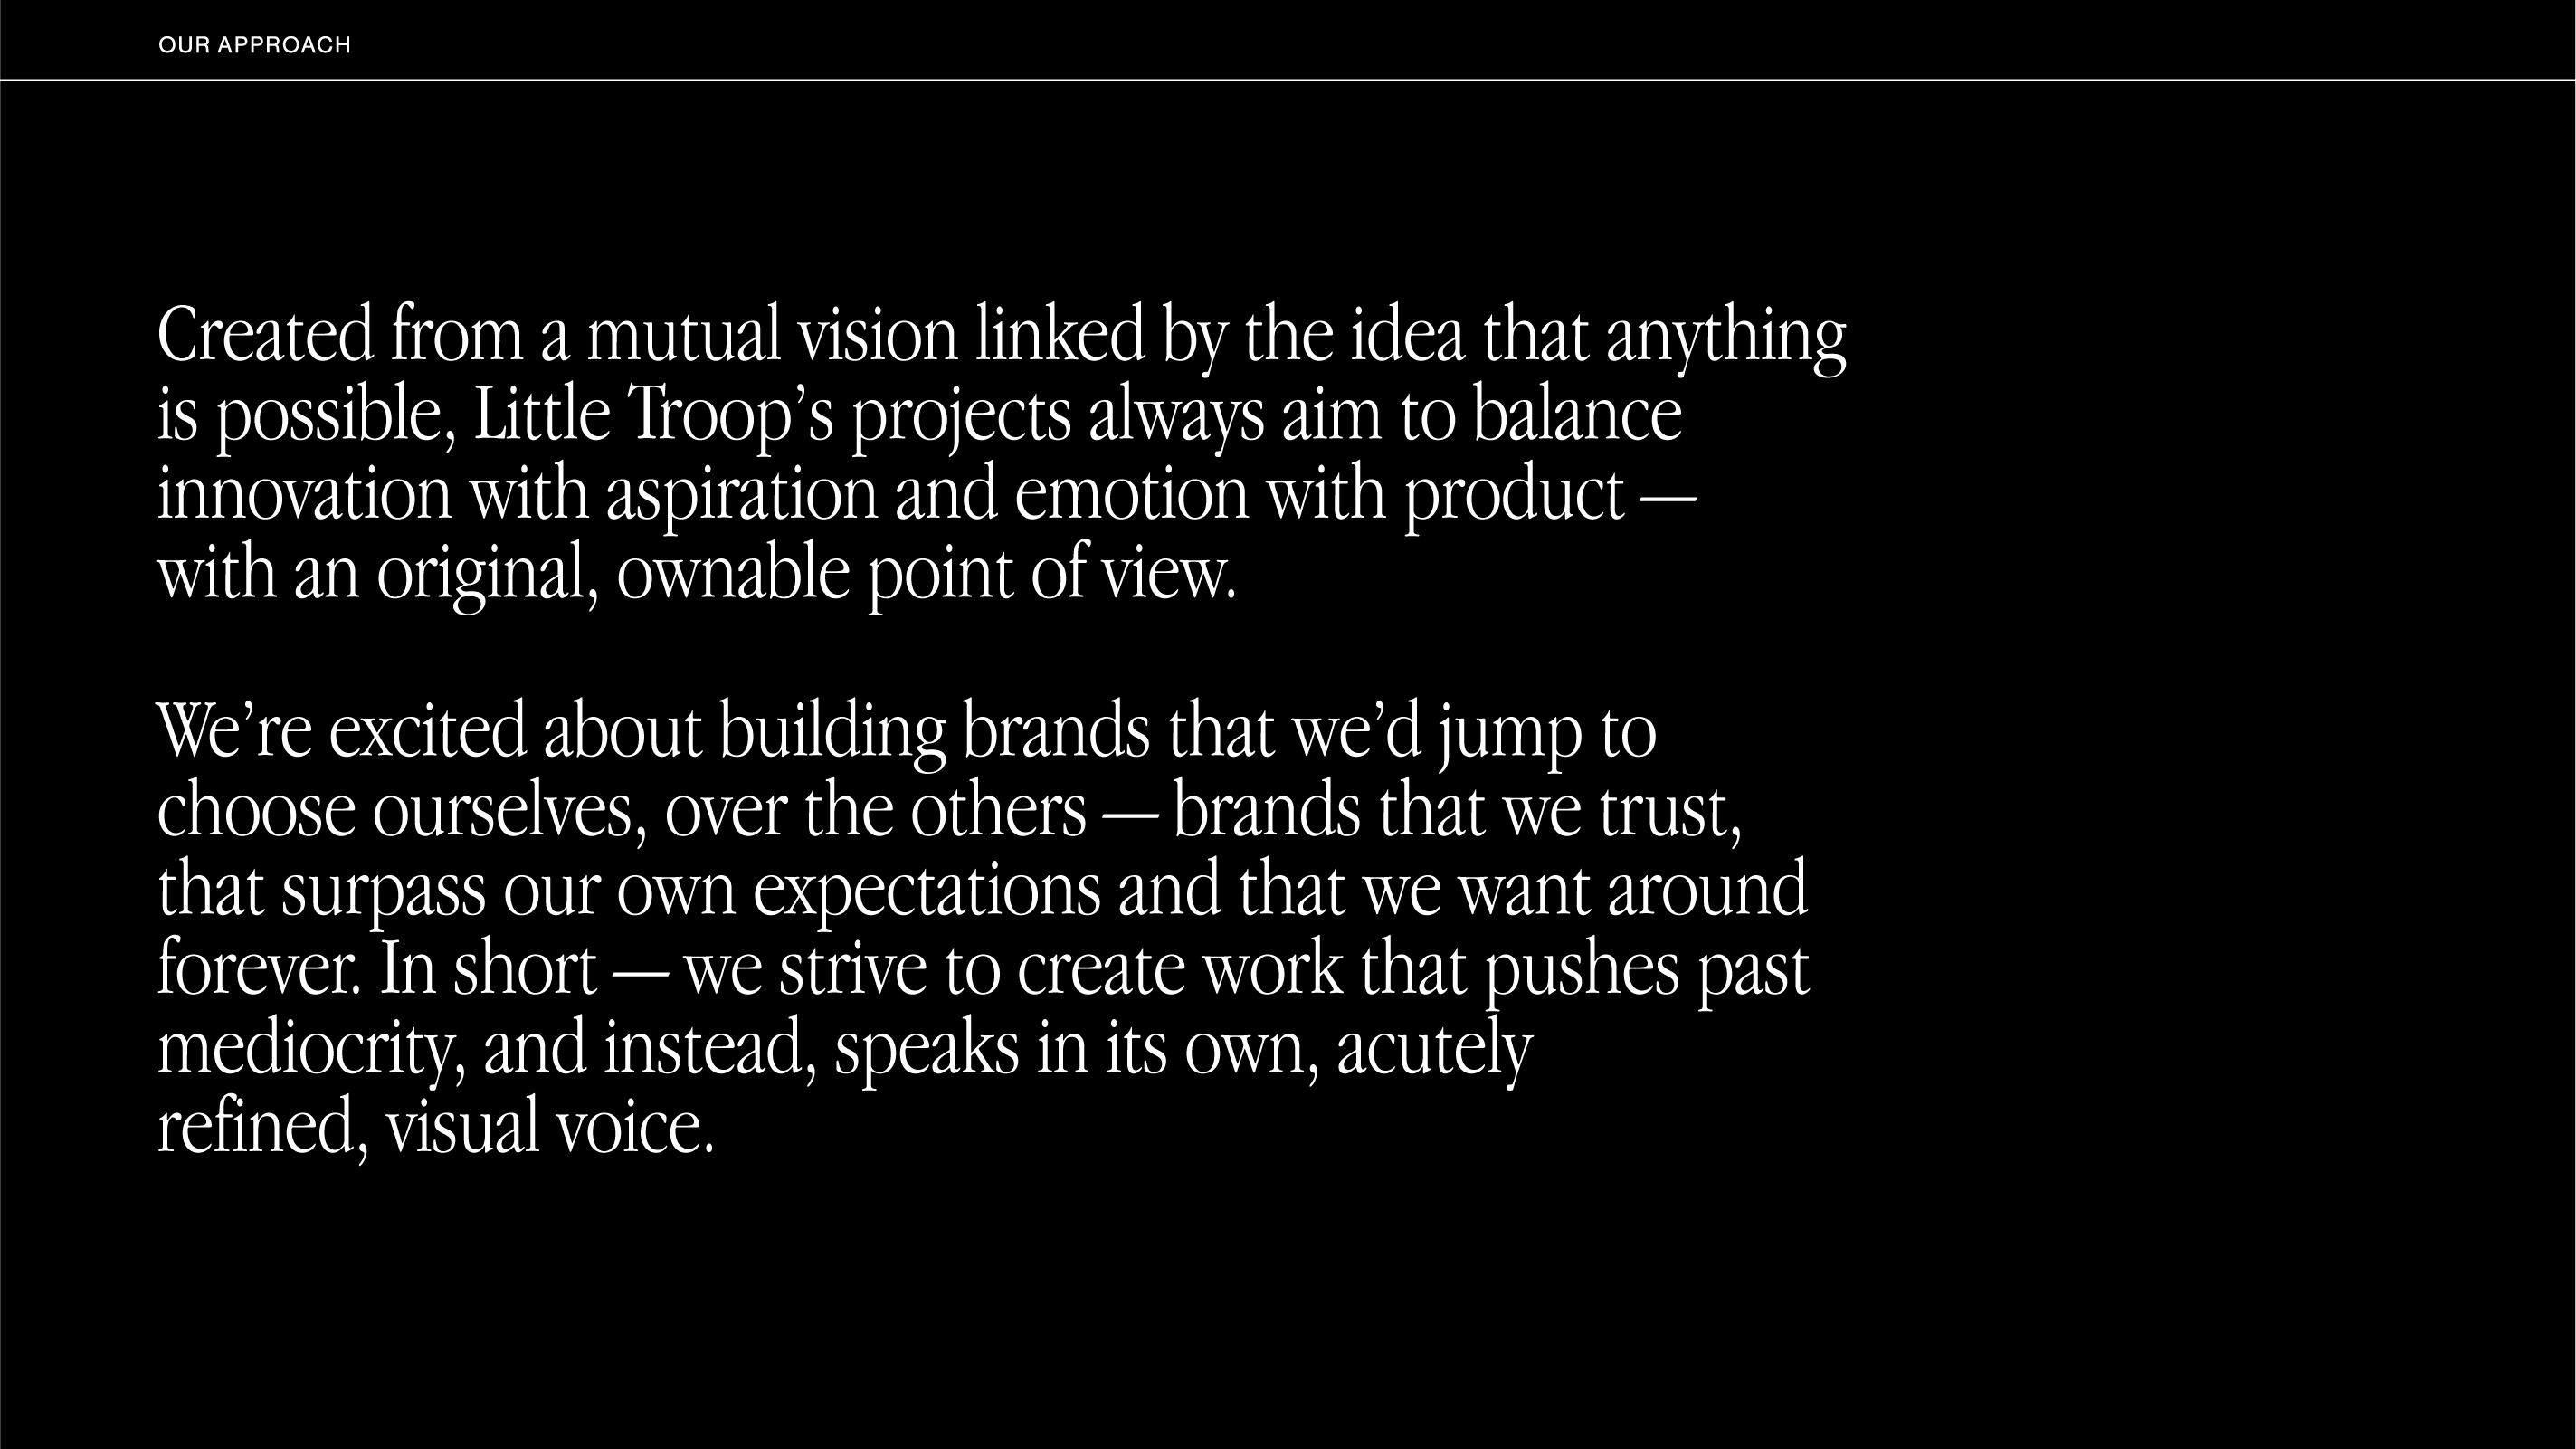 OUR APPROACH
Created from a mutual vision linked by the idea that anything
is possible, Little Troop’s projects always aim to balance
innovation with aspiration and emotion with product —
with an original, ownable point of view.
We’re excited about building brands that we’d jump to
choose ourselves, over the others — brands that we trust,
that surpass our own expectations and that we want around
forever. In short — we strive to create work that pushes past
mediocrity, and instead, speaks in its own, acutely
refined, visual voice.